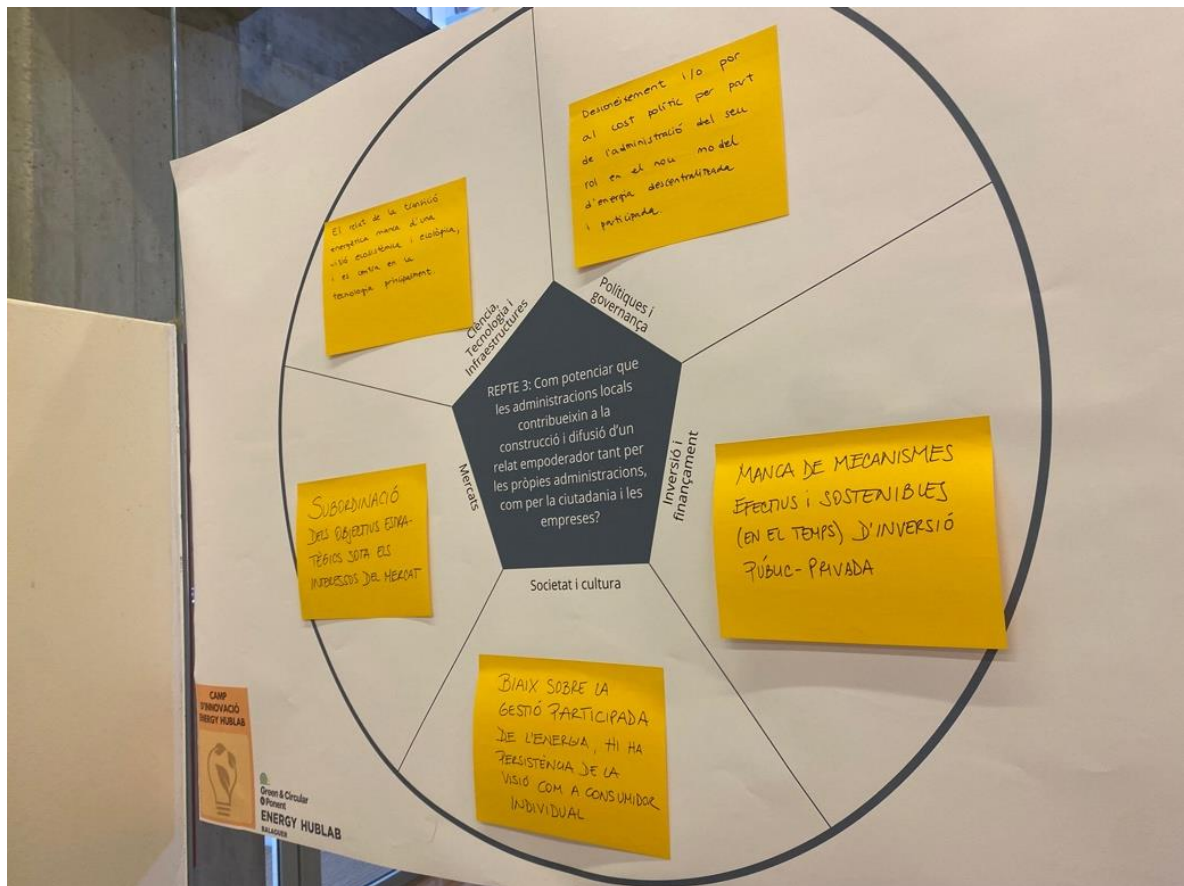 Desconeixement i/o por
al cost polític per part
de l'administració del seu
rol en el nou model
d'energia descentralitzada
i participada.
El relat de la transició
energètica manca d'una
visió ecosistèmica i ecològica,
i es centra en la
tecnologia principalment.
Ciència,
Tecnologia i
Infraestructures
Polítiques i
governança
REPTE 3: Com potenciar que
les administracions locals
contribueixin a la
construcció i difusió d'un
relat empoderador tant per
les pròpies administracions,
com per la ciutadania i les
empreses?
Mercats
Inversió i
finançament
Societat i cultura
SUBORDINACIÓ
DELS OBJECTIUS ESTRA-
TÈGICS SOTA ELS
INTERESSOS DEL MERCAT
MANCA DE MECANISMES
EFECTIUS i SOSTENIBLES
(EN EL TEMPS) D'INVERSIÓ
PÚBLIC-PRIVADA
BIAIX SOBRE LA
GESTIÓ PARTICIPADA
DE L'ENERGIA, HI HA
PERSISTÈNCIA DE LA
VISIÓ COM A CONSUMIDOR
INDIVIDUAL
CAMP
D'INNOVACIÓ
ENERGY HUBLAB
Green & Circular
Ponent
ENERGY HUBLAB
BALAGUER